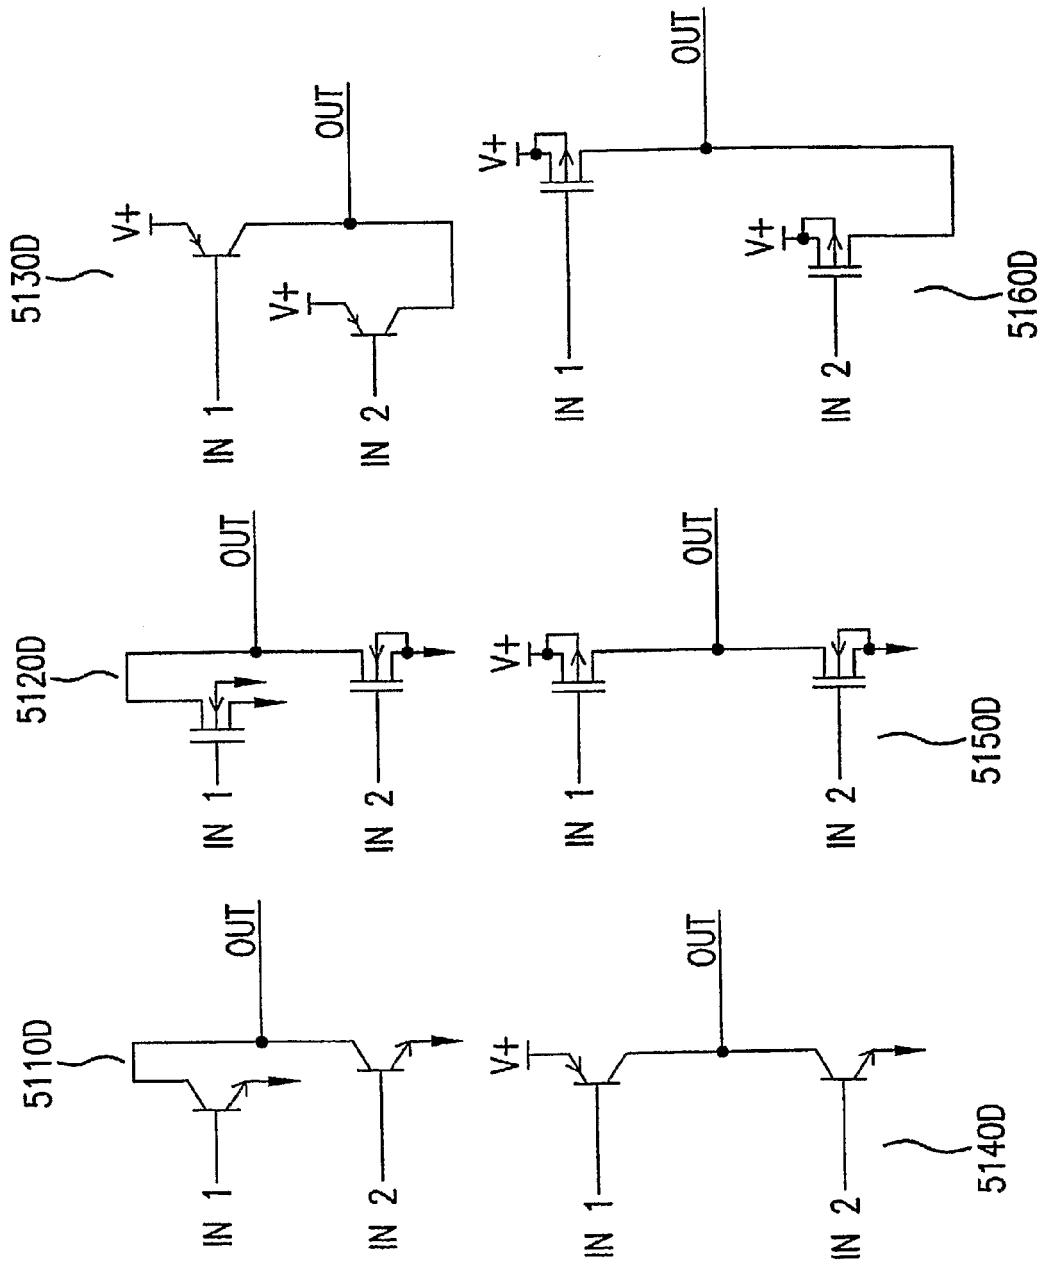 5110D
IN 1
IN 2
OUT
5120D
IN 1
IN 2
OUT
5130D
V+
V+
IN 1
IN 2
OUT
V+
IN 1
IN 2
OUT
5140D
V+
IN 1
IN 2
OUT
5150D
V+
V+
IN 1
IN 2
OUT
5160D